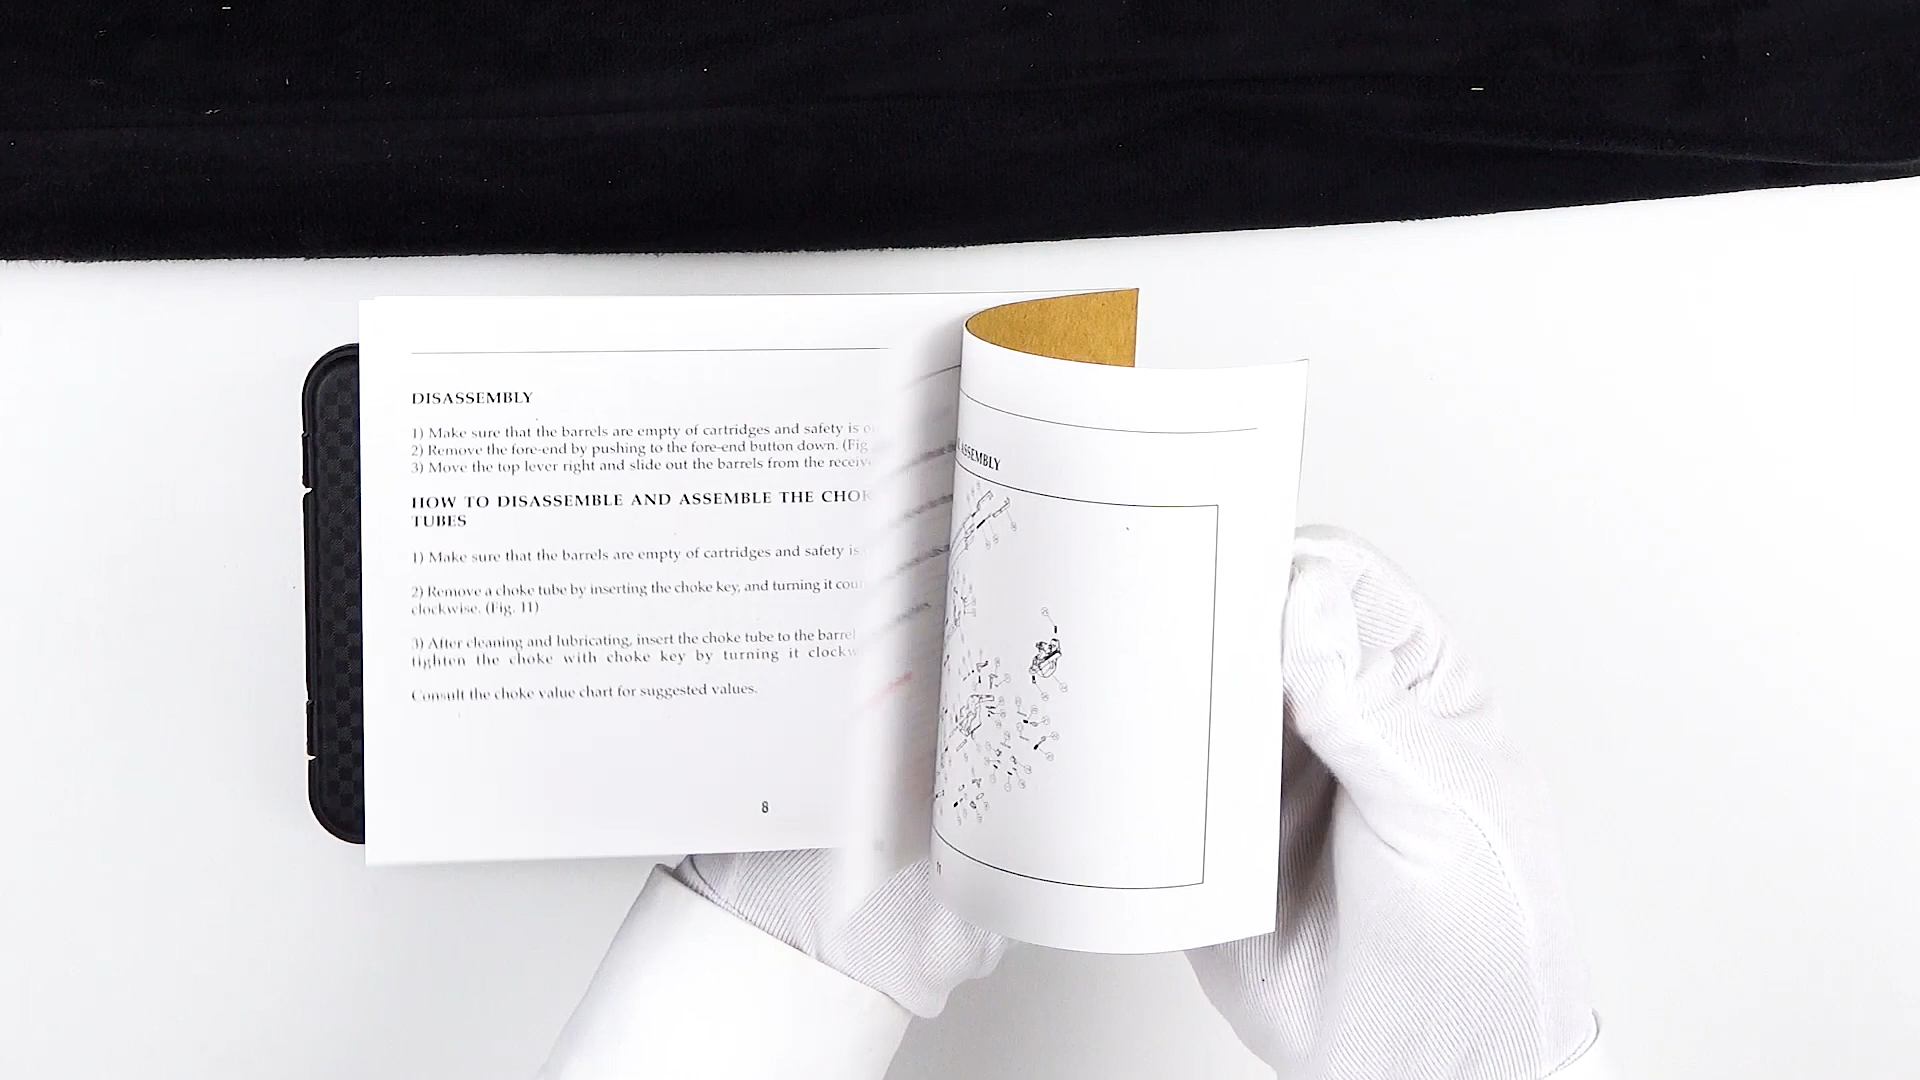 DISASSEMBLY
1) Make sure that the barrels are empty of cartridges and safety is
2) Remove the fore-end by pushing to the fore-end button down. (Fig
3) Move the top lever right and slide out the barrels from the
HOW TO DISASSEMBLE AND ASSEMBLE THE
TUBES
1) Make sure that the barrels are empty of cartridges and safety is
2) Remove a choke tube by inserting the choke key, and turning it
clockwise. (Fig. 11)
3) After cleaning and lubricating, insert the choke tube to the barrel
tighten the choke with choke key by turning it
Consult the choke value chart for suggested values.
8
ASSEMBLY
11